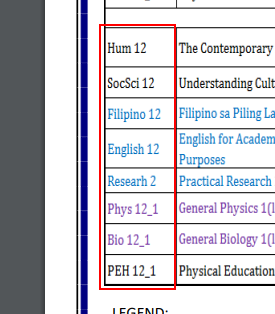 Hum 12 The Contemporary
SocSci 12 Understanding Cult
Filipino 12 Filipino sa Piling La
English 12 English for Academ
Purposes
Researh 2 Practical Research
Phys 12_1 General Physics 1(l
Bio 12_1 General Biology 1(l
PEH 12_1 Physical Education
LEGEND: